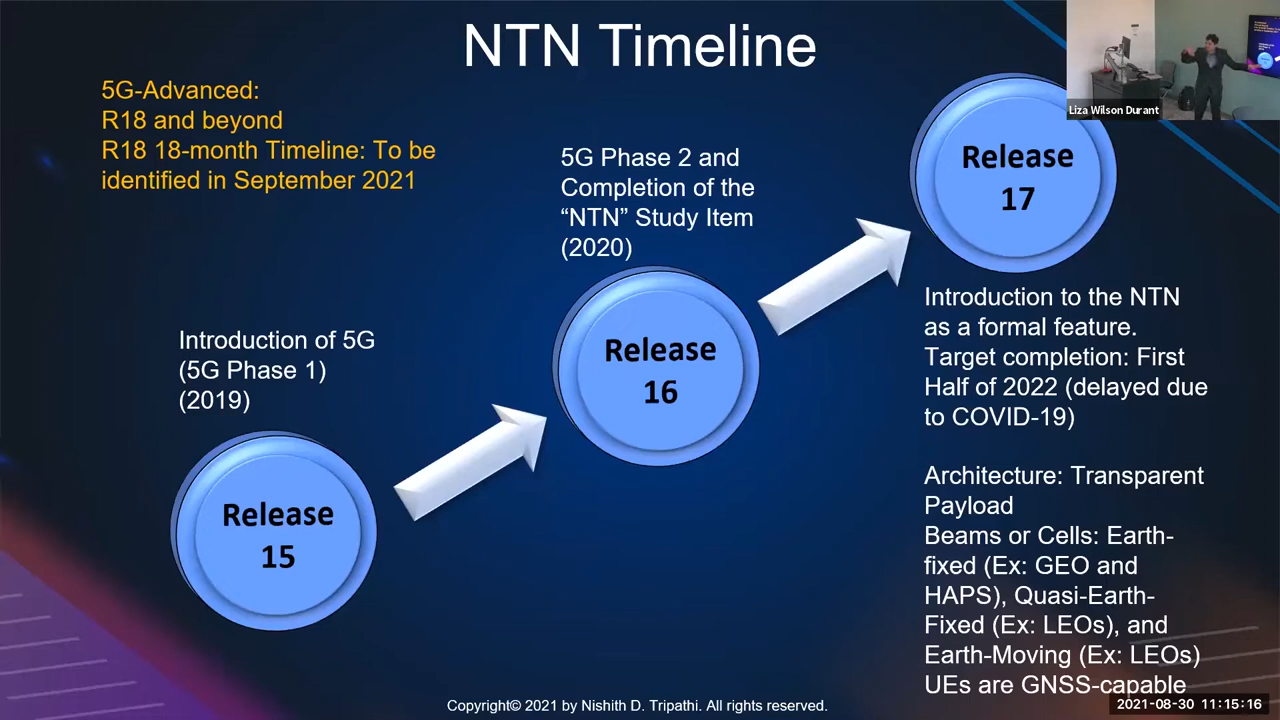 NTN Timeline
5G-Advanced:
R18 and beyond
R18 18-month Timeline: To be
identified in September 2021
Introduction of 5G
(5G Phase 1)
(2019)
Release
15
5G Phase 2 and
Completion of the
“NTN” Study Item
(2020)
Release
16
Liza Wilson Durant
Release
17
Introduction to the NTN
as a formal feature.
Target completion: First
Half of 2022 (delayed due
to COVID-19)
Architecture: Transparent
Payload
Beams or Cells: Earth-
fixed (Ex: GEO and
HAPS), Quasi-Earth-
Fixed (Ex: LEOs), and
Earth-Moving (Ex: LEOs)
UEs are GNSS-capable
Copyright© 2021 by Nishith D. Tripathi. All rights reserved.
2021-08-30 11:15:16